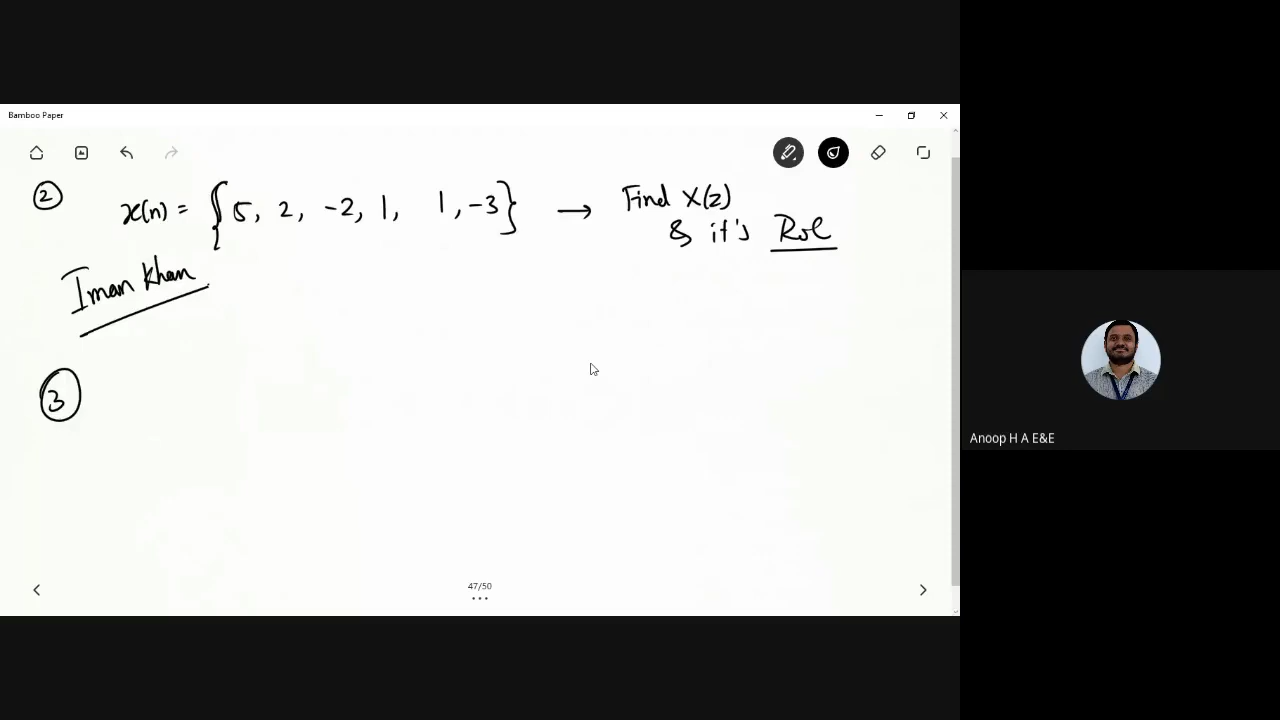 Bamboo Paper
② x(n) = {5, 2, -2, 1, 1, -3} → Find X(z)
& it's RoC
Iman Khan
③
47/50
Anoop H A E&E